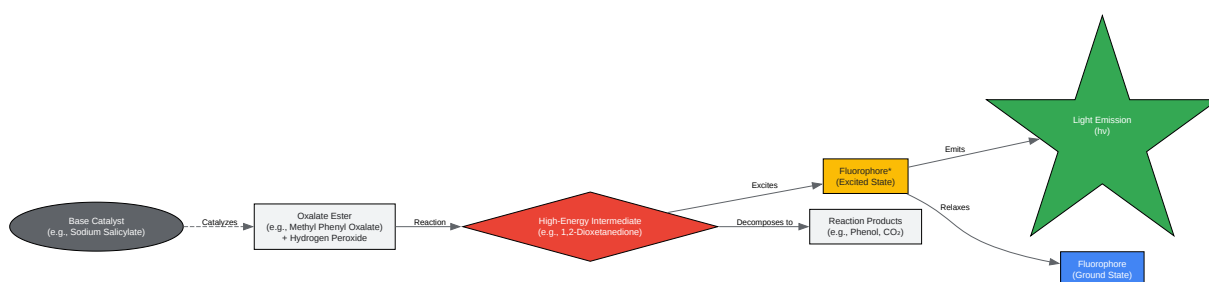 Base Catalyst
(e.g., Sodium Salicylate)
Catalyzes
Oxalate Ester
(e.g., Methyl Phenyl Oxalate)
+ Hydrogen Peroxide
Reaction
High-Energy Intermediate
(e.g., 1,2-Dioxetanedione)
Excites
Decomposes to
Fluorophore*
(Excited State)
Reaction Products
(e.g., Phenol, CO₂)
Emits
Relaxes
Light Emission
(hv)
Fluorophore
(Ground State)